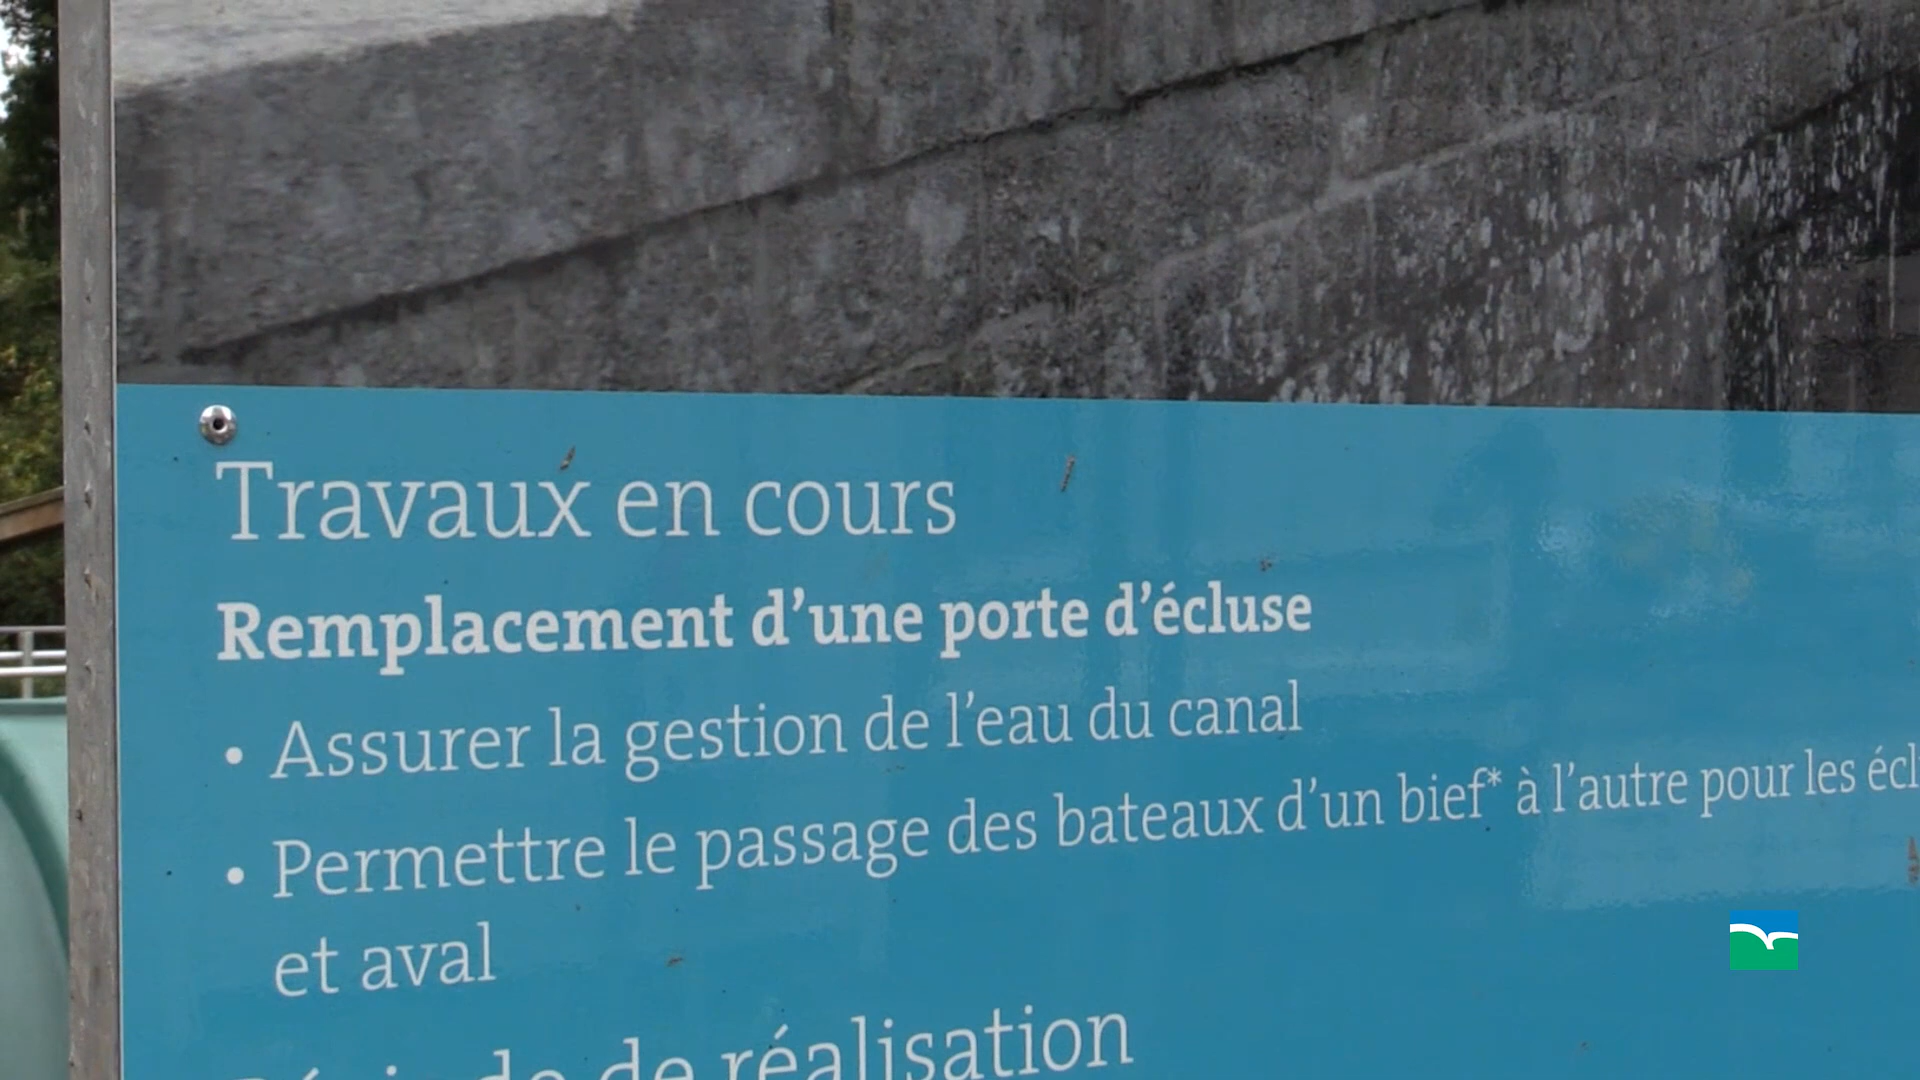 Travaux en cours
Remplacement d'une porte d'écluse
• Assurer la gestion de l'eau du canal
• Permettre le passage des bateaux d'un bief* à l'autre pour les écl
et aval
de réalisation